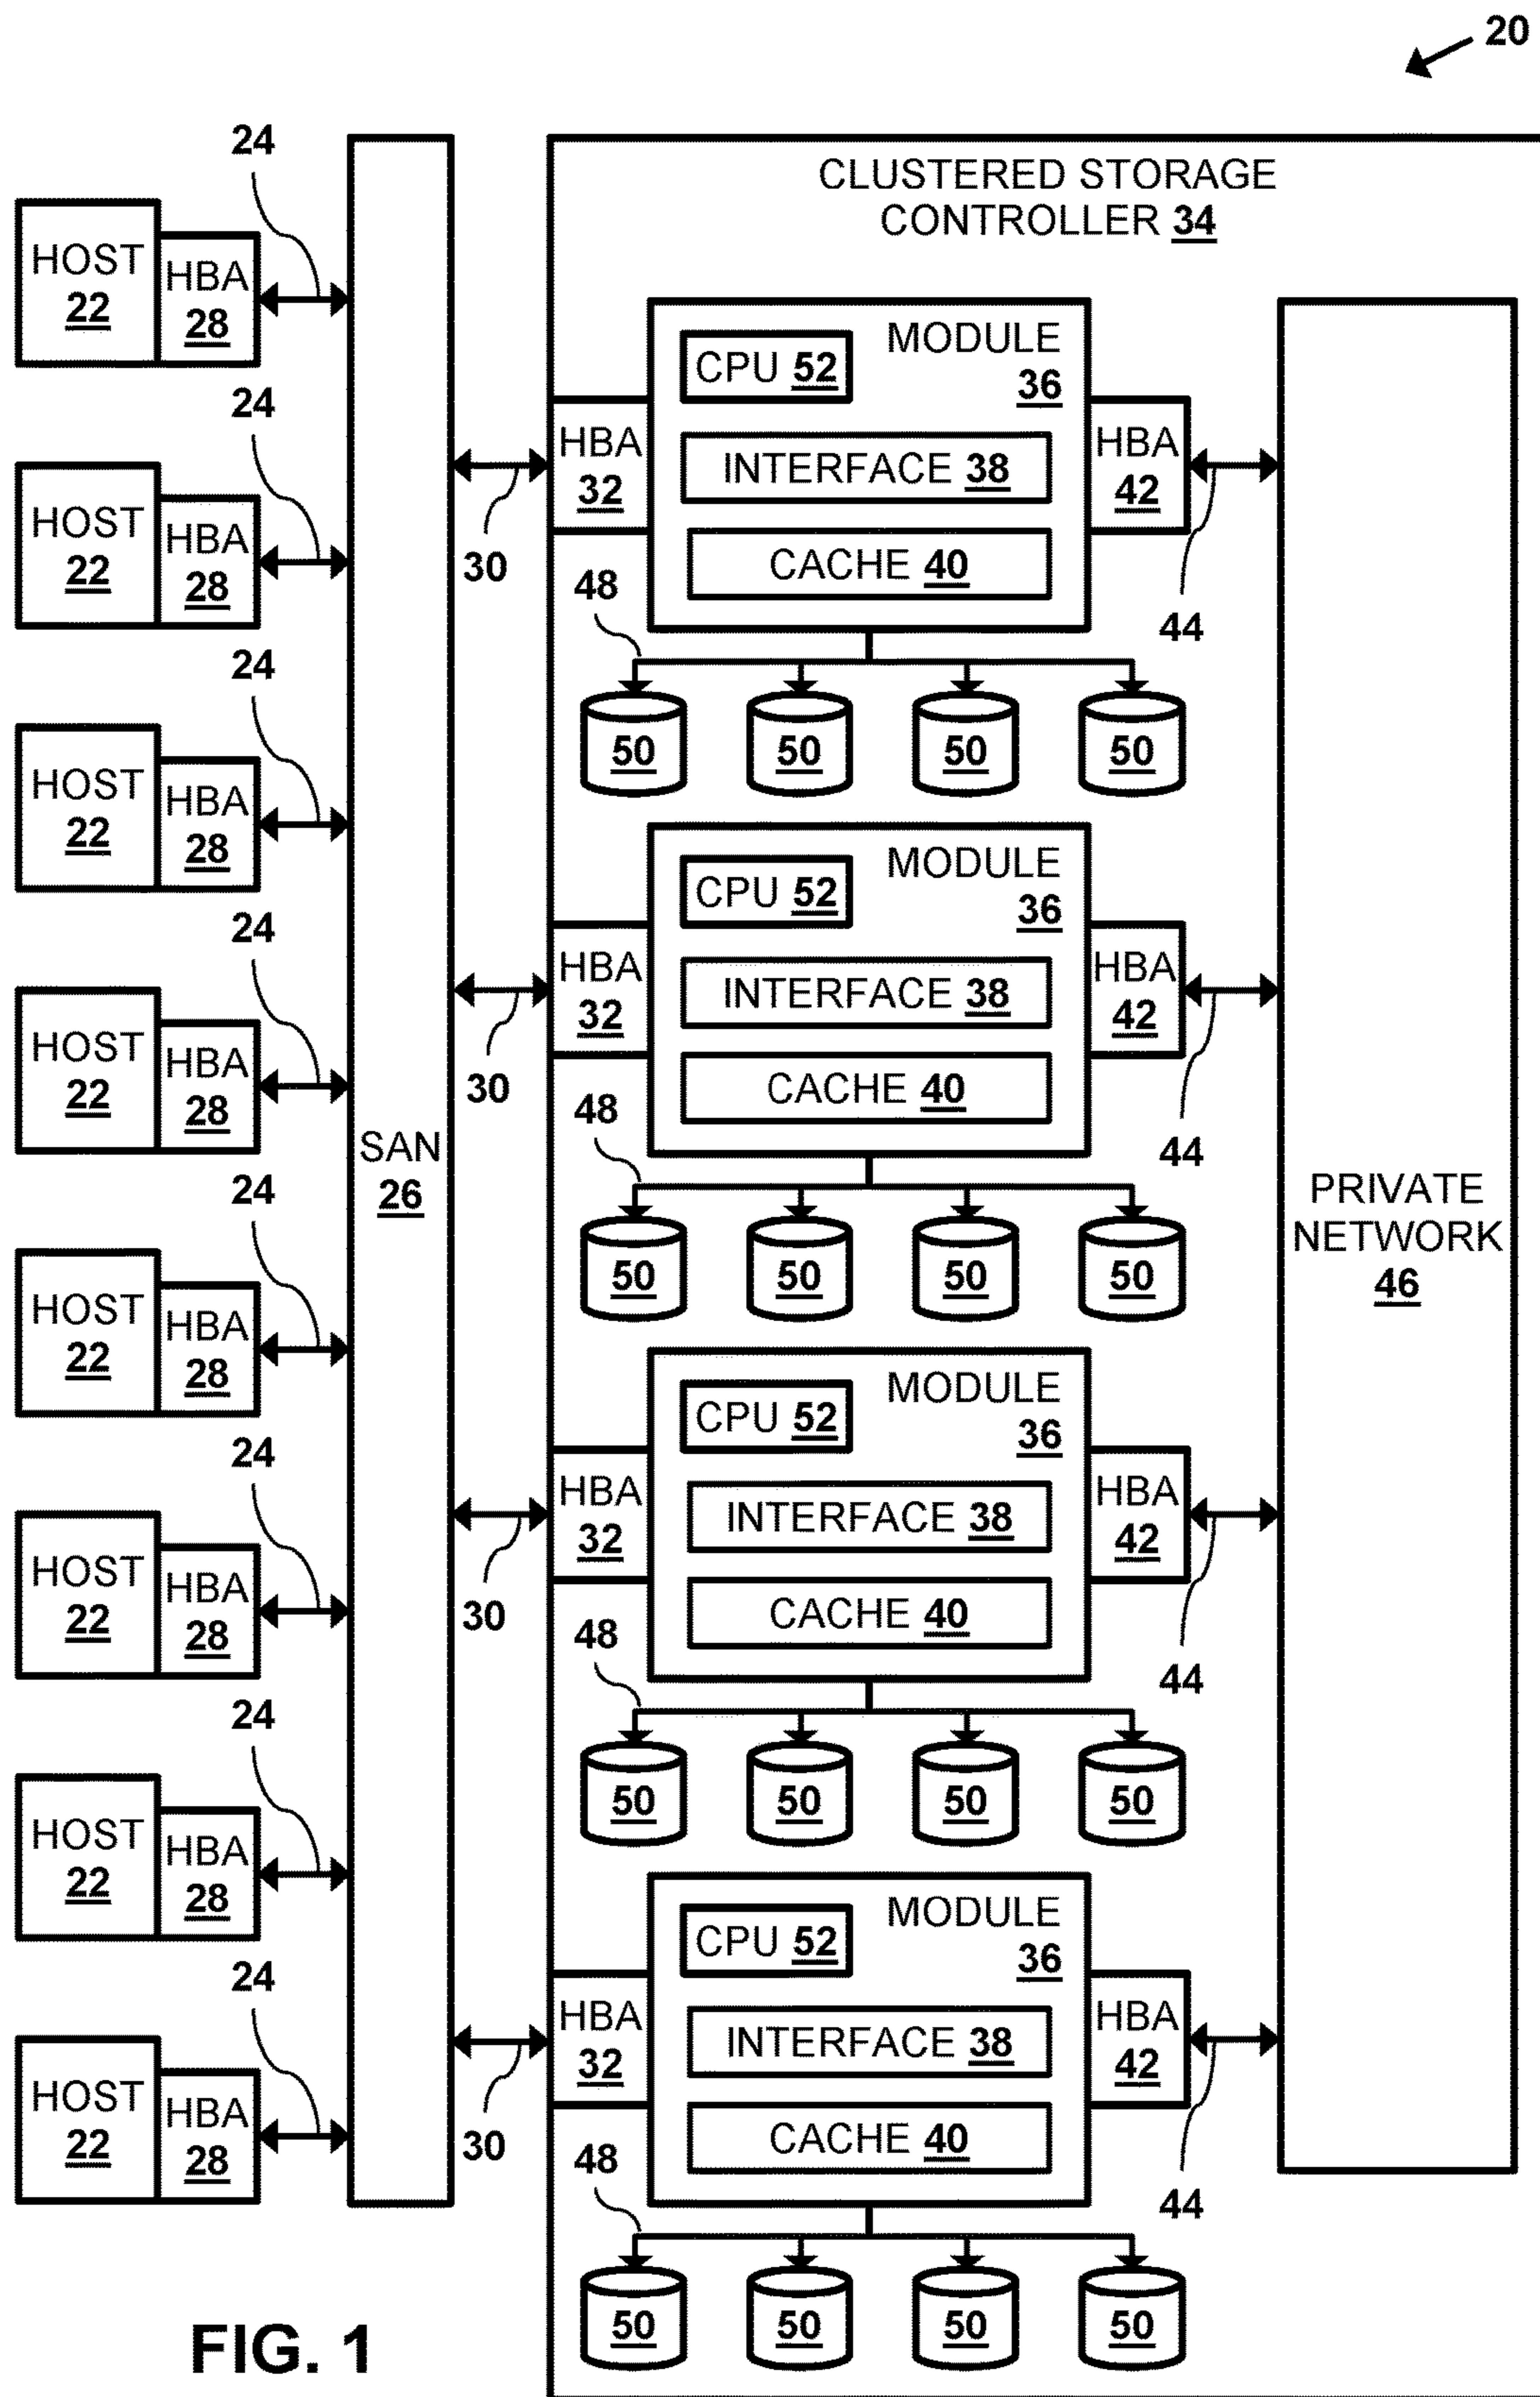 20
CLUSTERED STORAGE
CONTROLLER 34
24
HOST
22
HBA
28
24
HOST
22
HBA
28
24
HOST
22
HBA
28
24
HOST
22
HBA
28
24
HOST
22
HBA
28
24
HOST
22
HBA
28
24
HOST
22
HBA
28
24
HOST
22
HBA
28
SAN
26
30
HBA
32
CPU 52
MODULE
36
INTERFACE 38
CACHE 40
HBA
42
44
48
50 50 50 50
30
HBA
32
CPU 52
MODULE
36
INTERFACE 38
CACHE 40
HBA
42
44
48
50 50 50 50
30
HBA
32
CPU 52
MODULE
36
INTERFACE 38
CACHE 40
HBA
42
44
48
50 50 50 50
30
HBA
32
CPU 52
MODULE
36
INTERFACE 38
CACHE 40
HBA
42
44
48
50 50 50 50
PRIVATE
NETWORK
46
FIG. 1